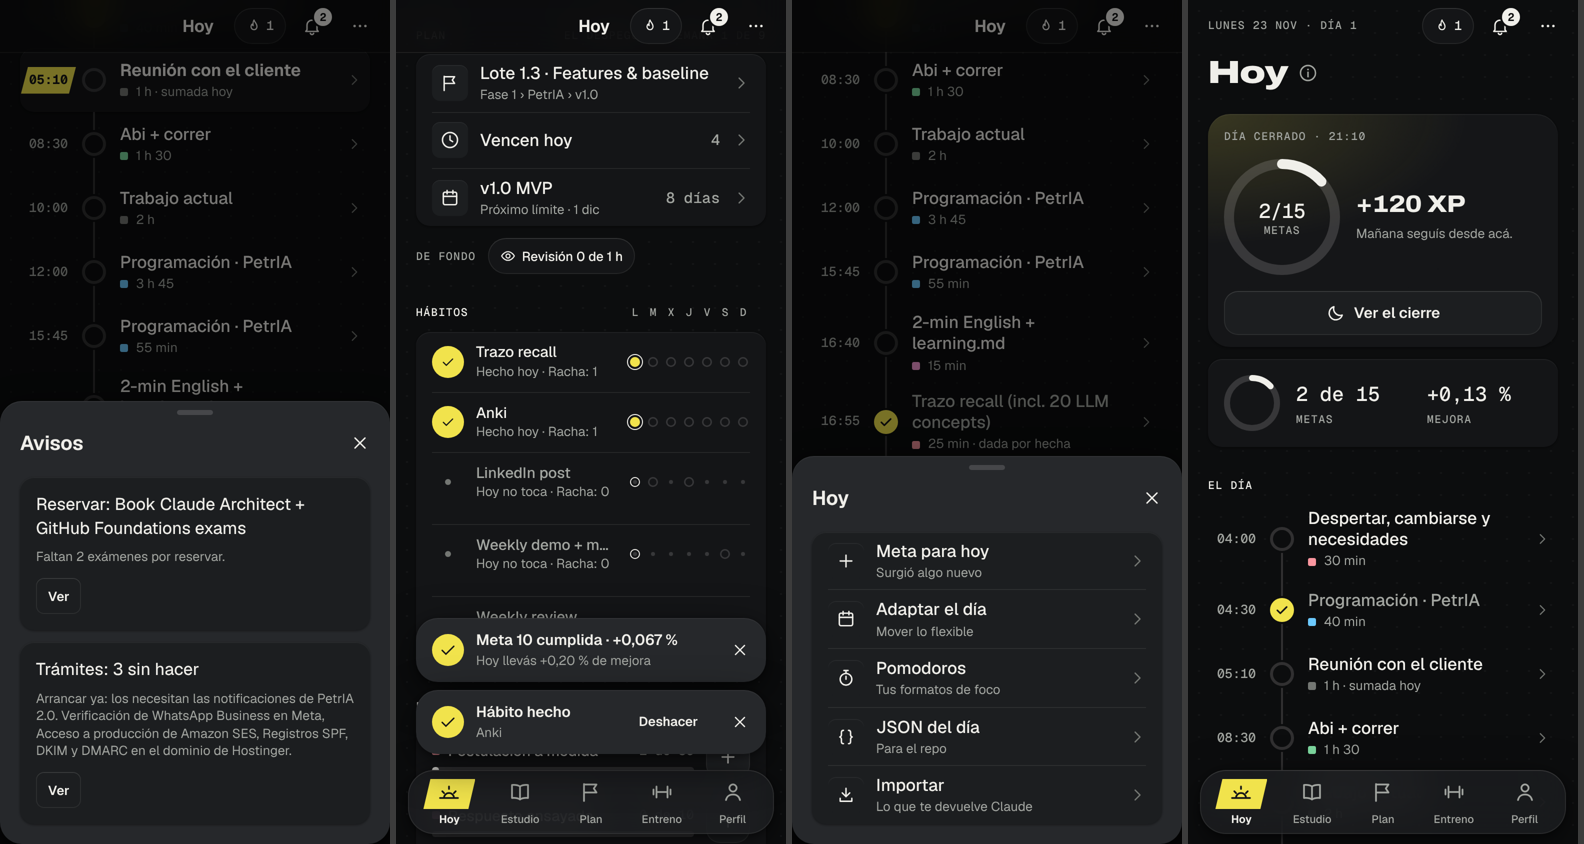 Hoy
1
2
05:10
Reunión con el cliente
1 h · sumada hoy
08:30
Abi + correr
1 h 30
10:00
Trabajo actual
2 h
12:00
Programación · PetrIA
3 h 45
15:45
Programación · PetrIA
55 min
2-min English +
Avisos
Reservar: Book Claude Architect +
GitHub Foundations exams
Faltan 2 exámenes por reservar.
Ver
Trámites: 3 sin hacer
Arrancar ya: los necesitan las notificaciones de PetrIA
2.0. Verificación de WhatsApp Business en Meta,
Acceso a producción de Amazon SES, Registros SPF,
DKIM y DMARC en el dominio de Hostinger.
Ver
Hoy
1
2
PLAN
Lote 1.3 · Features & baseline
Fase 1 › PetrIA › v1.0
Vencen hoy
4
v1.0 MVP
Próximo límite · 1 dic
8 días
DE FONDO
Revisión 0 de 1 h
HÁBITOS
L M X J V S D
Trazo recall
Hecho hoy · Racha: 1
Anki
Hecho hoy · Racha: 1
LinkedIn post
Hoy no toca · Racha: 0
Weekly demo + m…
Hoy no toca · Racha: 0
Weekly review
Meta 10 cumplida · +0,067 %
Hoy llevás +0,20 % de mejora
Hábito hecho
Anki
Deshacer
Hoy
Estudio
Plan
Entreno
Perfil
Hoy
1
2
08:30
Abi + correr
1 h 30
10:00
Trabajo actual
2 h
12:00
Programación · PetrIA
3 h 45
15:45
Programación · PetrIA
55 min
16:40
2-min English +
learning.md
15 min
16:55
Trazo recall (incl. 20 LLM
concepts)
25 min · dada por hecha
Hoy
Meta para hoy
Surgió algo nuevo
Adaptar el día
Mover lo flexible
Pomodoros
Tus formatos de foco
JSON del día
Para el repo
Importar
Lo que te devuelve Claude
LUNES 23 NOV · DÍA 1
1
2
Hoy
DÍA CERRADO · 21:10
2/15
METAS
+120 XP
Mañana seguís desde acá.
Ver el cierre
2 de 15
METAS
+0,13 %
MEJORA
EL DÍA
04:00
Despertar, cambiarse y
necesidades
30 min
04:30
Programación · PetrIA
40 min
05:10
Reunión con el cliente
1 h · sumada hoy
08:30
Abi + correr
1 h 30
Hoy
Estudio
Plan
Entreno
Perfil